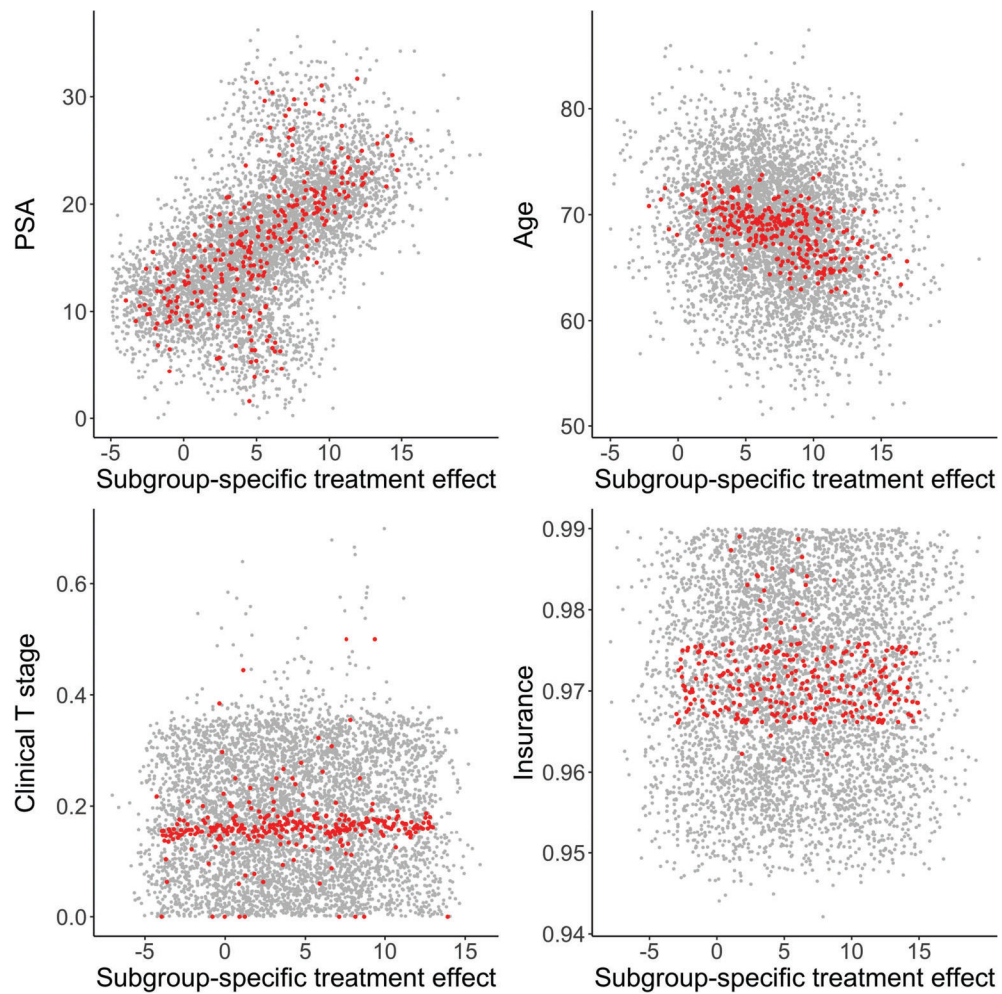 PSA
30
20
10
0
-5 0 5 10 15
Subgroup-specific treatment effect
Age
80
70
60
50
-5 0 5 10 15
Subgroup-specific treatment effect
Clinical T stage
0.6
0.4
0.2
0.0
-5 0 5 10 15
Subgroup-specific treatment effect
Insurance
0.99
0.98
0.97
0.96
0.95
0.94
-5 0 5 10 15
Subgroup-specific treatment effect